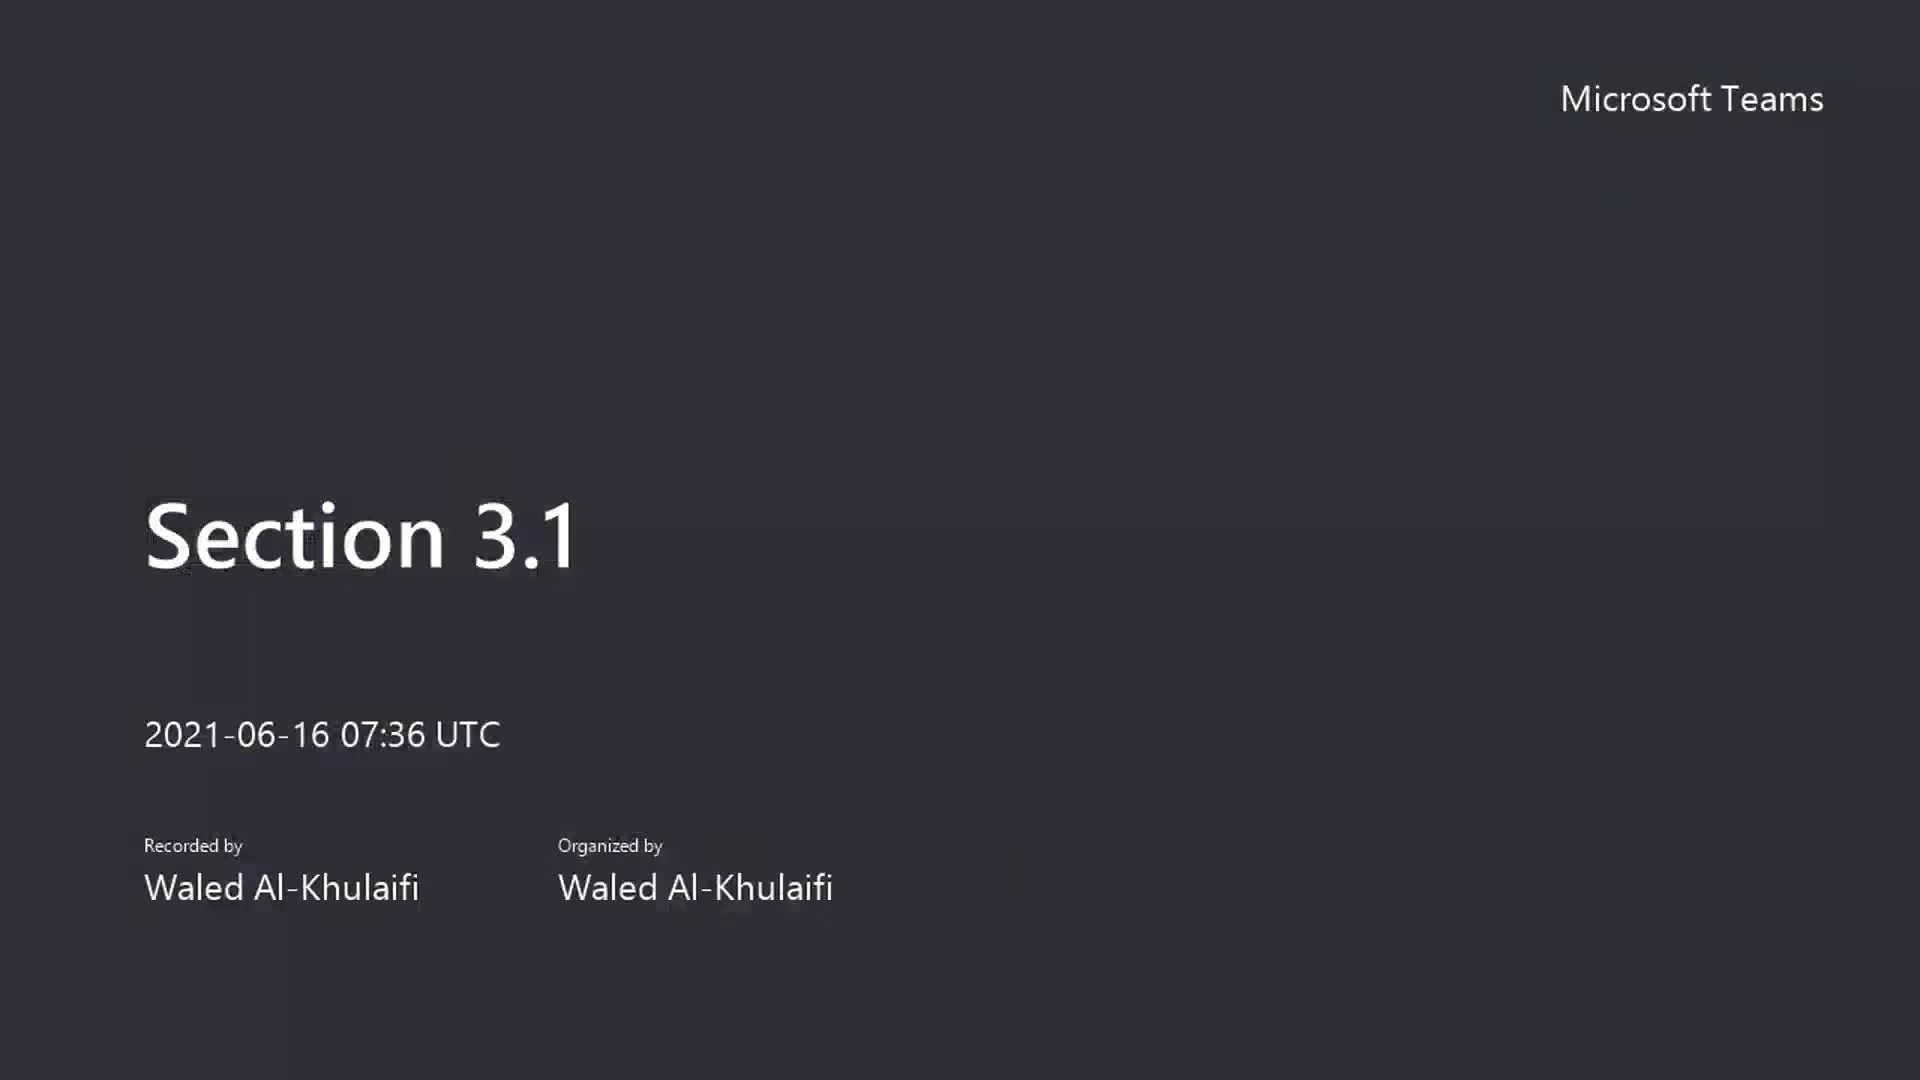 Microsoft Teams
Section 3.1
2021-06-16 07:36 UTC
Recorded by
Waled Al-Khulaifi
Organized by
Waled Al-Khulaifi